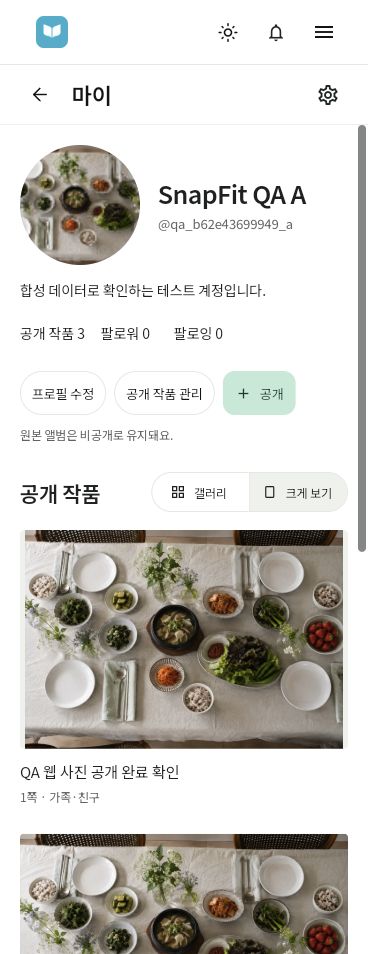 마이
SnapFit QA A
@qa_b62e43699949_a
합성 데이터로 확인하는 테스트 계정입니다.
공개 작품 3 팔로워 0 팔로잉 0
프로필 수정 공개 작품 관리 + 공개
원본 앨범은 비공개로 유지돼요.
공개 작품 갤러리 크게 보기
QA 웹 사진 공개 완료 확인
1쪽 · 가족·친구